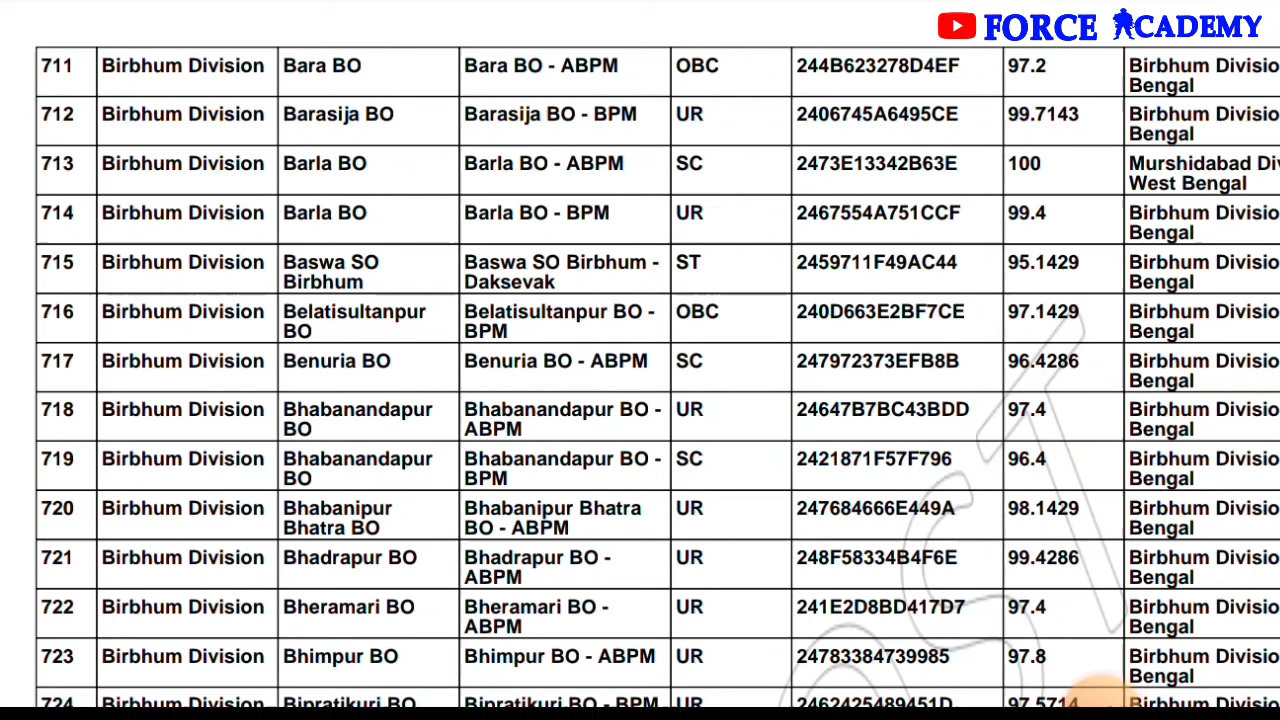 FORCE ACADEMY
711 Birbhum Division Bara BO Bara BO - ABPM OBC 244B623278D4EF 97.2 Birbhum Divisio
Bengal
712 Birbhum Division Barasija BO Barasija BO - BPM UR 2406745A6495CE 99.7143 Birbhum Divisio
Bengal
713 Birbhum Division Barla BO Barla BO - ABPM SC 2473E13342B63E 100 Murshidabad Div
West Bengal
714 Birbhum Division Barla BO Barla BO - BPM UR 2467554A751CCF 99.4 Birbhum Divisio
Bengal
715 Birbhum Division Baswa SO Baswa SO Birbhum - ST 2459711F49AC44 95.1429 Birbhum Divisio
Birbhum Daksevak Bengal
716 Birbhum Division Belatisultanpur Belatisultanpur BO - OBC 240D663E2BF7CE 97.1429 Birbhum Divisio
BO BPM Bengal
717 Birbhum Division Benuria BO Benuria BO - ABPM SC 247972373EFB8B 96.4286 Birbhum Divisio
Bengal
718 Birbhum Division Bhabanandapur Bhabanandapur BO - UR 24647B7BC43BDD 97.4 Birbhum Divisio
BO ABPM Bengal
719 Birbhum Division Bhabanandapur Bhabanandapur BO - SC 2421871F57F796 96.4 Birbhum Divisio
BO BPM Bengal
720 Birbhum Division Bhabanipur Bhabanipur Bhatra UR 247684666E449A 98.1429 Birbhum Divisio
Bhatra BO BO - ABPM Bengal
721 Birbhum Division Bhadrapur BO Bhadrapur BO - UR 248F58334B4F6E 99.4286 Birbhum Divisio
ABPM Bengal
722 Birbhum Division Bheramari BO Bheramari BO - UR 241E2D8BD417D7 97.4 Birbhum Divisio
ABPM Bengal
723 Birbhum Division Bhimpur BO Bhimpur BO - ABPM UR 24783384739985 97.8 Birbhum Divisio
Bengal
724 Birbhum Division Bipratikuri BO Bipratikuri BO - BPM UR 2462425489451D 97.5714 Birbhum Divisio